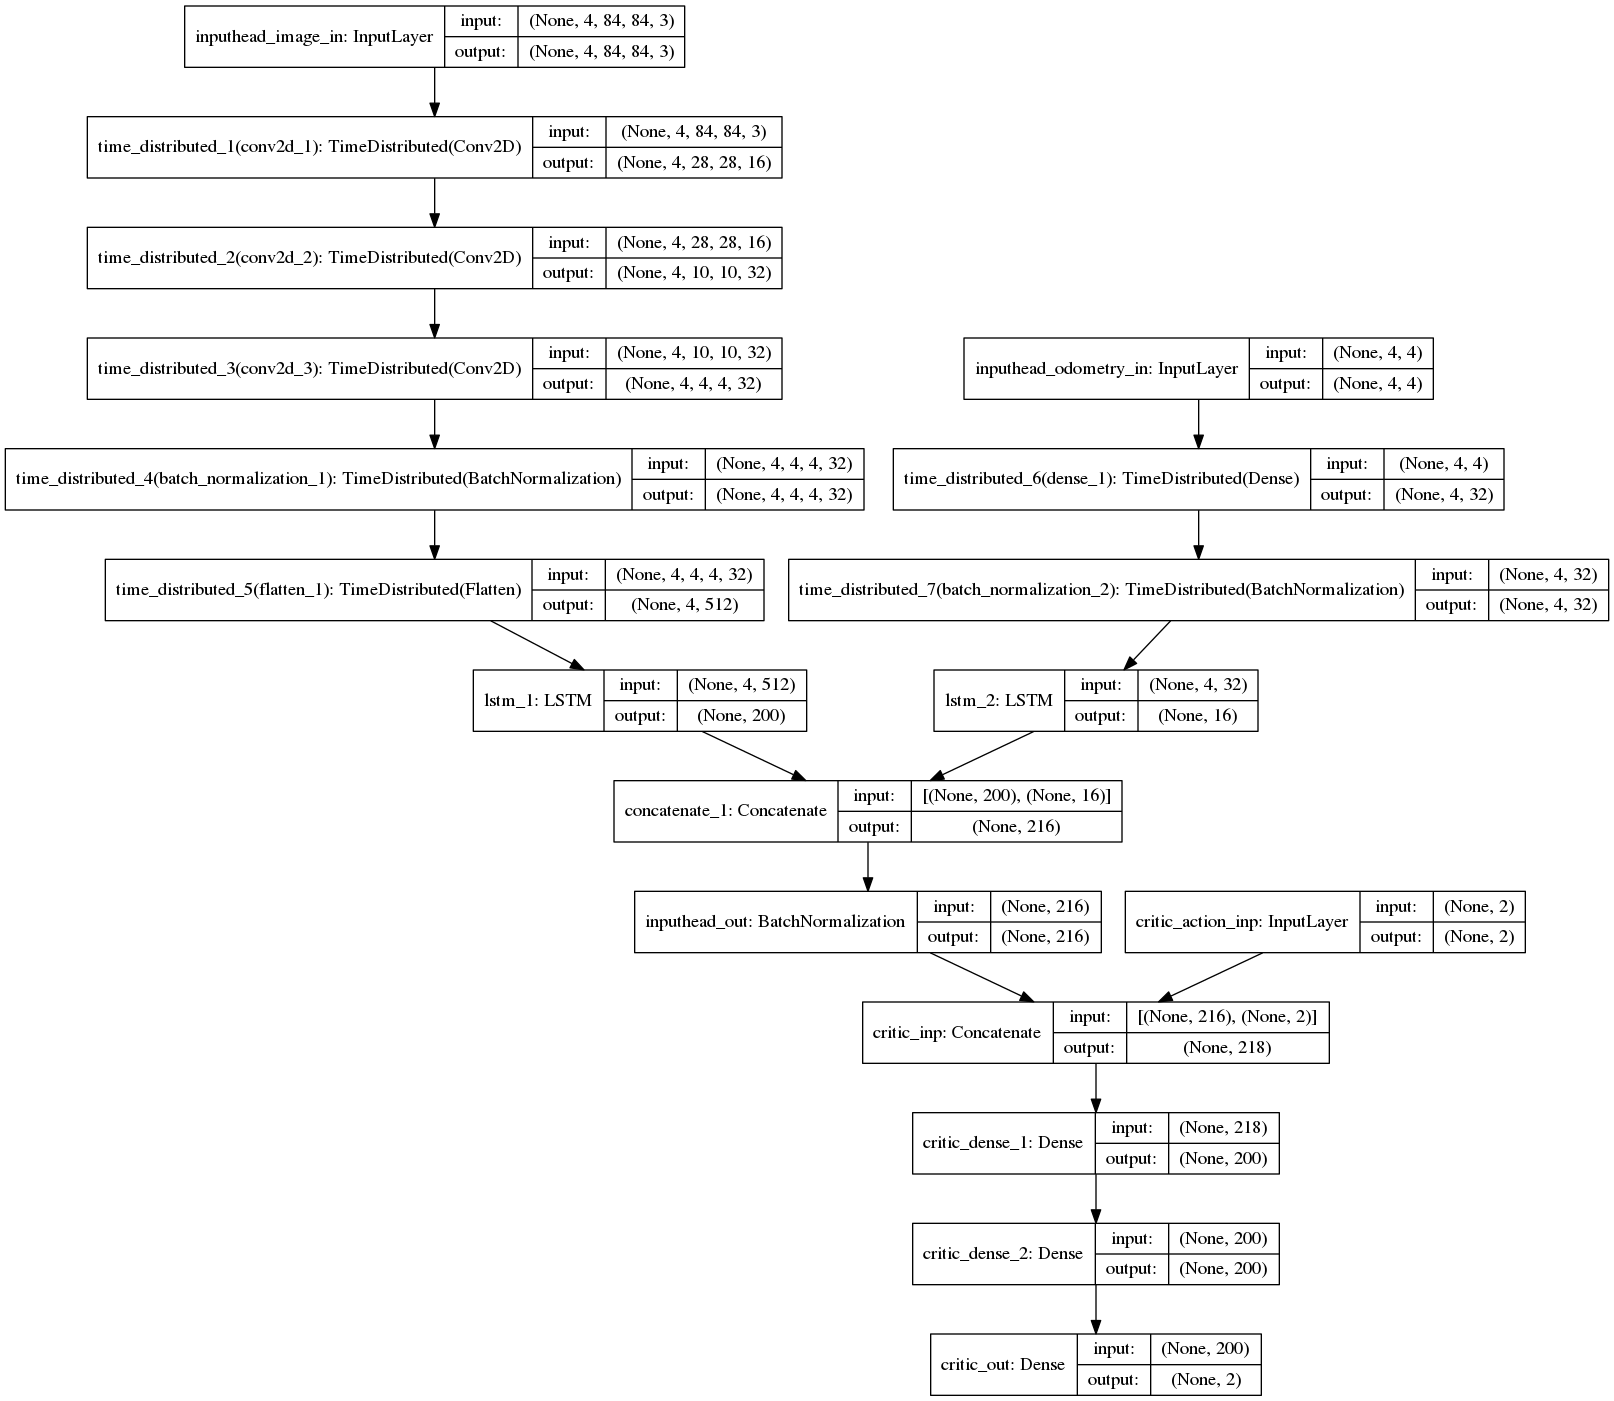 inputhead_image_in: InputLayer
input:
(None, 4, 84, 84, 3)
output:
(None, 4, 84, 84, 3)
time_distributed_1(conv2d_1): TimeDistributed(Conv2D)
input:
(None, 4, 84, 84, 3)
output:
(None, 4, 28, 28, 16)
time_distributed_2(conv2d_2): TimeDistributed(Conv2D)
input:
(None, 4, 28, 28, 16)
output:
(None, 4, 10, 10, 32)
time_distributed_3(conv2d_3): TimeDistributed(Conv2D)
input:
(None, 4, 10, 10, 32)
output:
(None, 4, 4, 4, 32)
inputhead_odometry_in: InputLayer
input:
(None, 4, 4)
output:
(None, 4, 4)
time_distributed_4(batch_normalization_1): TimeDistributed(BatchNormalization)
input:
(None, 4, 4, 4, 32)
output:
(None, 4, 4, 4, 32)
time_distributed_6(dense_1): TimeDistributed(Dense)
input:
(None, 4, 4)
output:
(None, 4, 32)
time_distributed_5(flatten_1): TimeDistributed(Flatten)
input:
(None, 4, 4, 4, 32)
output:
(None, 4, 512)
time_distributed_7(batch_normalization_2): TimeDistributed(BatchNormalization)
input:
(None, 4, 32)
output:
(None, 4, 32)
lstm_1: LSTM
input:
(None, 4, 512)
output:
(None, 200)
lstm_2: LSTM
input:
(None, 4, 32)
output:
(None, 16)
concatenate_1: Concatenate
input:
[(None, 200), (None, 16)]
output:
(None, 216)
inputhead_out: BatchNormalization
input:
(None, 216)
output:
(None, 216)
critic_action_inp: InputLayer
input:
(None, 2)
output:
(None, 2)
critic_inp: Concatenate
input:
[(None, 216), (None, 2)]
output:
(None, 218)
critic_dense_1: Dense
input:
(None, 218)
output:
(None, 200)
critic_dense_2: Dense
input:
(None, 200)
output:
(None, 200)
critic_out: Dense
input:
(None, 200)
output:
(None, 2)